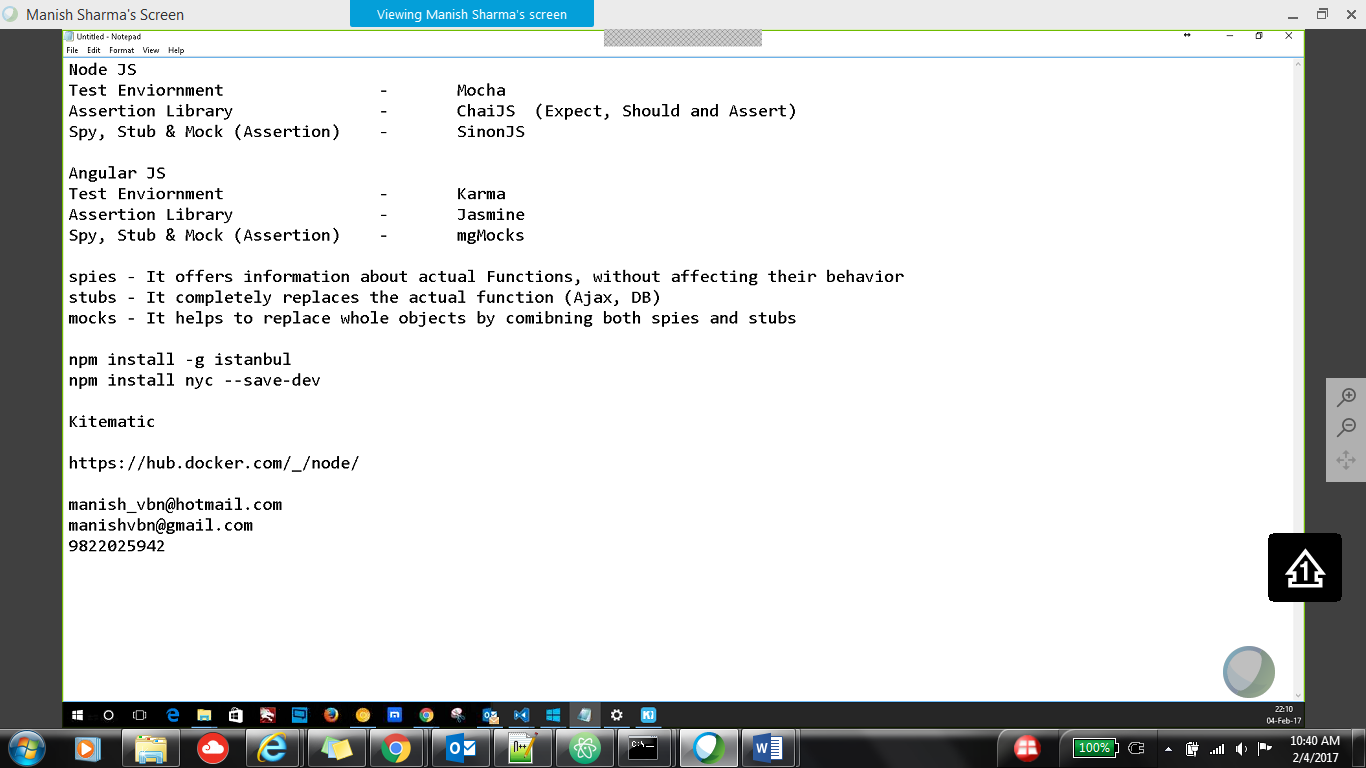 Manish Sharma's Screen
Viewing Manish Sharma's screen
Untitled - Notepad
File Edit Format View Help
Node JS
Test Enviornment - Mocha
Assertion Library - ChaiJS (Expect, Should and Assert)
Spy, Stub & Mock (Assertion) - SinonJS
Angular JS
Test Enviornment - Karma
Assertion Library - Jasmine
Spy, Stub & Mock (Assertion) - mgMocks
spies - It offers information about actual Functions, without affecting their behavior
stubs - It completely replaces the actual function (Ajax, DB)
mocks - It helps to replace whole objects by comibning both spies and stubs
npm install -g istanbul
npm install nyc --save-dev
Kitematic
https://hub.docker.com/_/node/
manish_vbn@hotmail.com
manishvbn@gmail.com
9822025942
1
22:10
04-Feb-17
100%
10:40 AM
2/4/2017